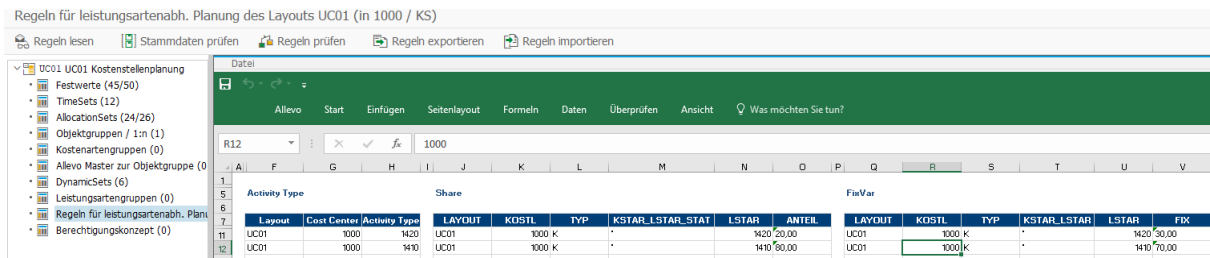 Regeln für leistungsartenabh. Planung des Layouts UC01 (in 1000 / KS)
Regeln lesen Stammdaten prüfen Regeln prüfen Regeln exportieren Regeln importieren
UC01 UC01 Kostenstellenplanung
Festwerte (45/50)
TimeSets (12)
AllocationSets (24/26)
Objektgruppen / 1:n (1)
Kostenartengruppen (0)
Allevo Master zur Objektgruppe (0
DynamicSets (6)
Leistungsartengruppen (0)
Regeln für leistungsartenabh. Planu
Berechtigungskonzept (0)
Datei
Allevo Start Einfügen Seitenlayout Formeln Daten Überprüfen Ansicht Was möchten Sie tun?
R12 fx 1000
A F G H I J K L M N O P Q R S T U V
1
5 Activity Type Share FixVar
6
7 Layout Cost Center Activity Type LAYOUT KOSTL TYP KSTAR_LSTAR_STAT LSTAR ANTEIL LAYOUT KOSTL TYP KSTAR_LSTAR LSTAR FIX
11 UC01 1000 1420 UC01 1000 K * 1420 20,00 UC01 1000 K * 1420 30,00
12 UC01 1000 1410 UC01 1000 K * 1410 80,00 UC01 1000 K * 1410 70,00